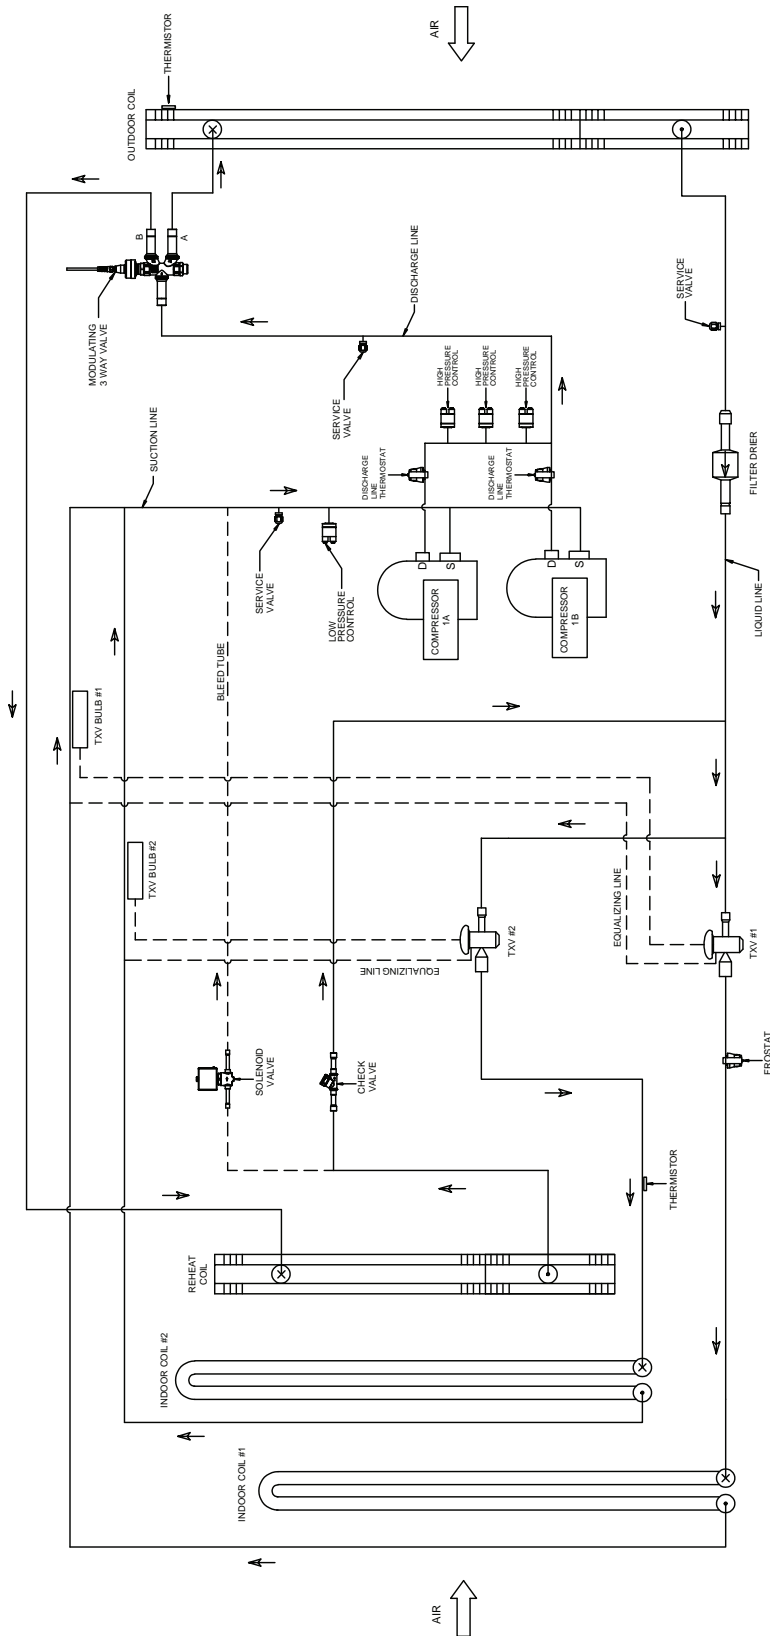 AIR
THERMISTOR
OUTDOOR COIL
B
A
MODULATING
3 WAY VALVE
DISCHARGE LINE
SERVICE
VALVE
SERVICE
VALVE
HIGH
PRESSURE
CONTROL
HIGH
PRESSURE
CONTROL
HIGH
PRESSURE
CONTROL
SUCTION LINE
DISCHARGE
LINE
THERMOSTAT
DISCHARGE
LINE
THERMOSTAT
FILTER DRIER
SERVICE
VALVE
LOW
PRESSURE
CONTROL
D
S
COMPRESSOR
1A
D
S
COMPRESSOR
1B
LIQUID LINE
BLEED TUBE
TXV BULB #1
TXV BULB #2
EQUALIZING LINE
TXV #2
EQUALIZING LINE
TXV #1
SOLENOID
VALVE
CHECK
VALVE
FROSTAT
THERMISTOR
REHEAT
COIL
INDOOR COIL #2
INDOOR COIL #1
AIR